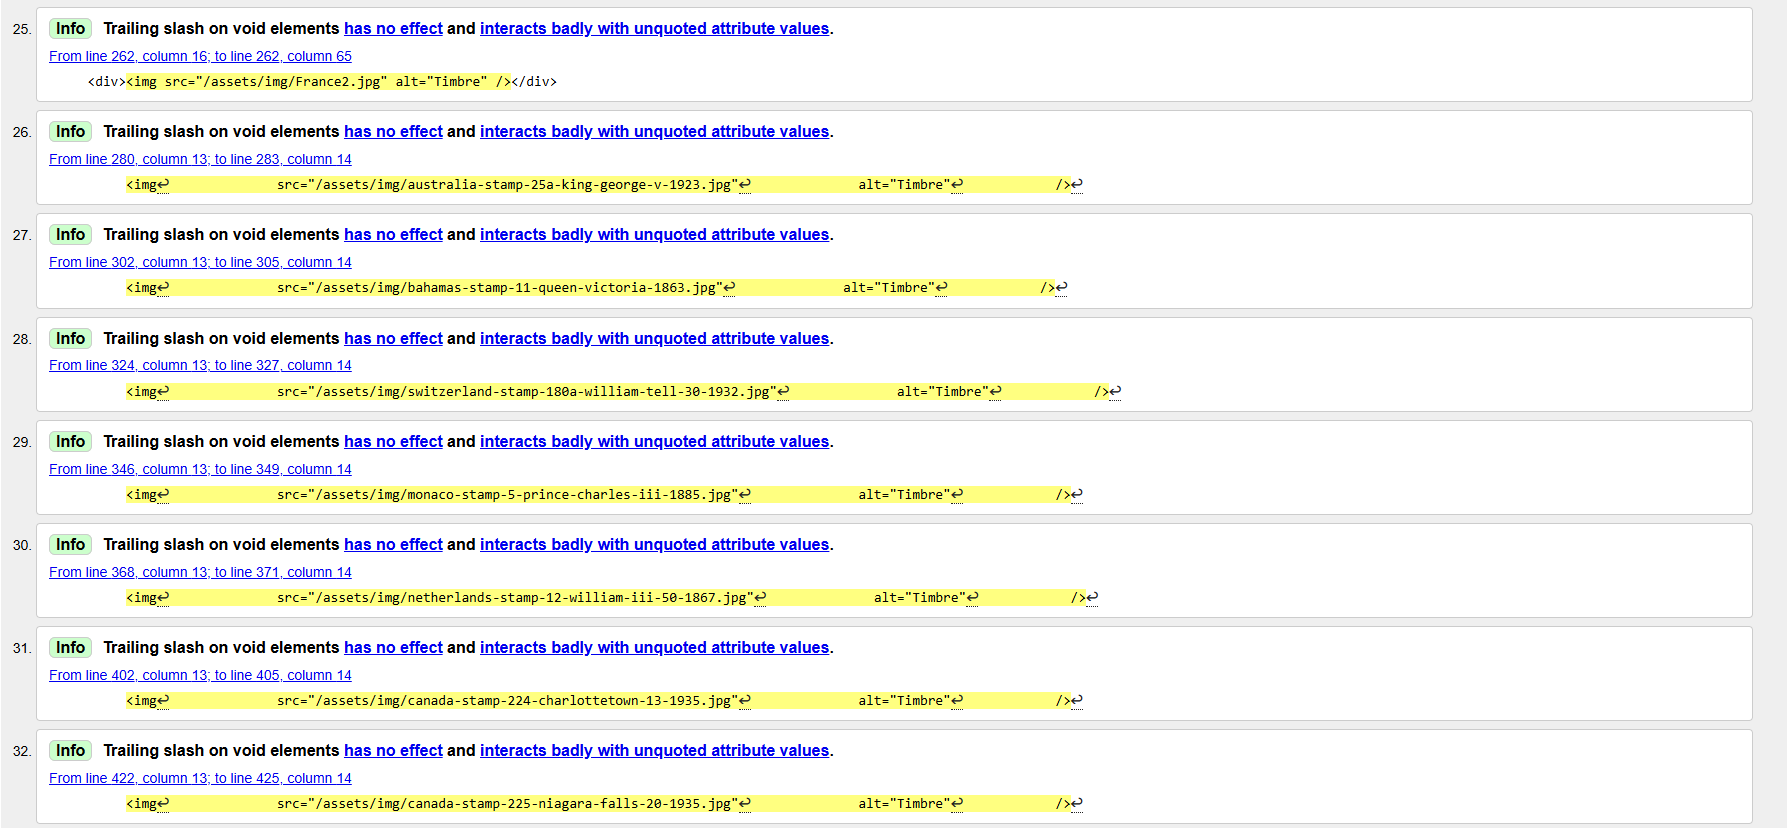 25. Info Trailing slash on void elements has no effect and interacts badly with unquoted attribute values.
From line 262, column 16; to line 262, column 65
<div><img src="/assets/img/France2.jpg" alt="Timbre" /></div>
26. Info Trailing slash on void elements has no effect and interacts badly with unquoted attribute values.
From line 280, column 13; to line 283, column 14
<img↩ src="/assets/img/australia-stamp-25a-king-george-v-1923.jpg"↩ alt="Timbre"↩ />↩
27. Info Trailing slash on void elements has no effect and interacts badly with unquoted attribute values.
From line 302, column 13; to line 305, column 14
<img↩ src="/assets/img/bahamas-stamp-11-queen-victoria-1863.jpg"↩ alt="Timbre"↩ />↩
28. Info Trailing slash on void elements has no effect and interacts badly with unquoted attribute values.
From line 324, column 13; to line 327, column 14
<img↩ src="/assets/img/switzerland-stamp-180a-william-tell-30-1932.jpg"↩ alt="Timbre"↩ />↩
29. Info Trailing slash on void elements has no effect and interacts badly with unquoted attribute values.
From line 346, column 13; to line 349, column 14
<img↩ src="/assets/img/monaco-stamp-5-prince-charles-iii-1885.jpg"↩ alt="Timbre"↩ />↩
30. Info Trailing slash on void elements has no effect and interacts badly with unquoted attribute values.
From line 368, column 13; to line 371, column 14
<img↩ src="/assets/img/netherlands-stamp-12-william-iii-50-1867.jpg"↩ alt="Timbre"↩ />↩
31. Info Trailing slash on void elements has no effect and interacts badly with unquoted attribute values.
From line 402, column 13; to line 405, column 14
<img↩ src="/assets/img/canada-stamp-224-charlottetown-13-1935.jpg"↩ alt="Timbre"↩ />↩
32. Info Trailing slash on void elements has no effect and interacts badly with unquoted attribute values.
From line 422, column 13; to line 425, column 14
<img↩ src="/assets/img/canada-stamp-225-niagara-falls-20-1935.jpg"↩ alt="Timbre"↩ />↩